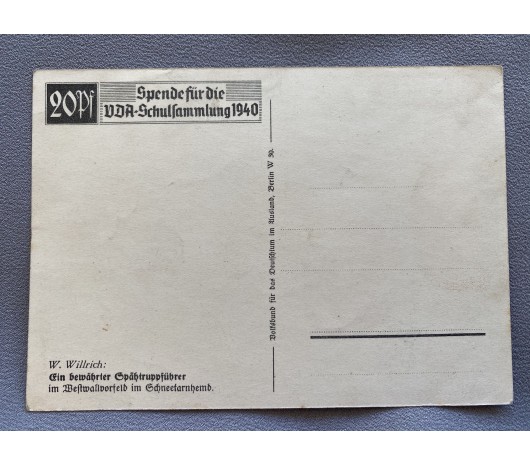 20Pf
Spende für die
VDA-Schulsammlung 1940
Volksbund für das Deutschtum im Ausland, Berlin W 30.
W. Willrich:
Ein bewährter Spähtruppführer
im Westwallvorfeld im Schneetarnhemd.